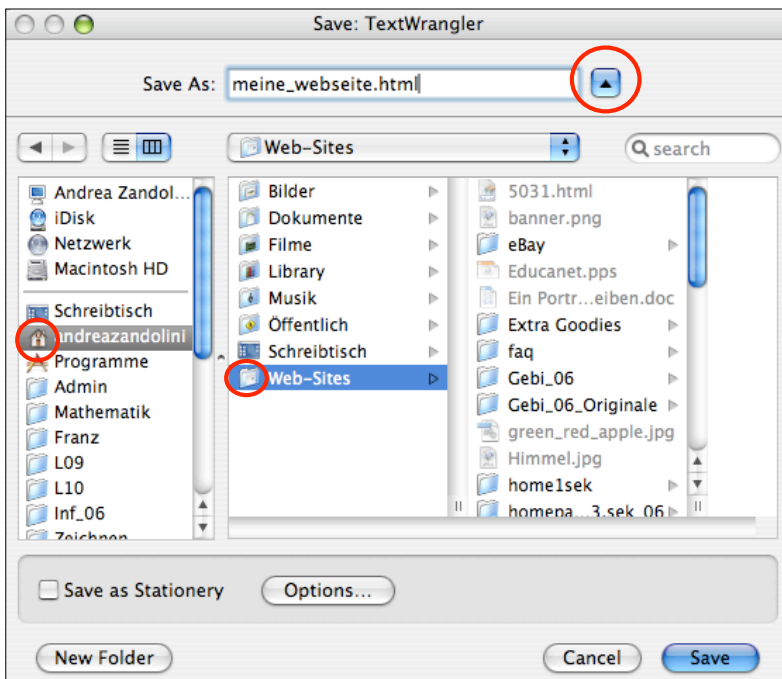 Save: TextWrangler
Save As: meine_webseite.html
Web-Sites
search
Andrea Zandol...
iDisk
Netzwerk
Macintosh HD
Schreibtisch
andreazandolini
Programme
Admin
Mathematik
Franz
L09
L10
Inf_06
Zeichnen
Bilder
Dokumente
Filme
Library
Musik
Öffentlich
Schreibtisch
Web-Sites
5031.html
banner.png
eBay
Educanet.pps
Ein Portr...eiben.doc
Extra Goodies
faq
Gebi_06
Gebi_06_Originale
green_red_apple.jpg
Himmel.jpg
home1sek
homepa...3.sek_06
Save as Stationery
Options...
New Folder
Cancel
Save